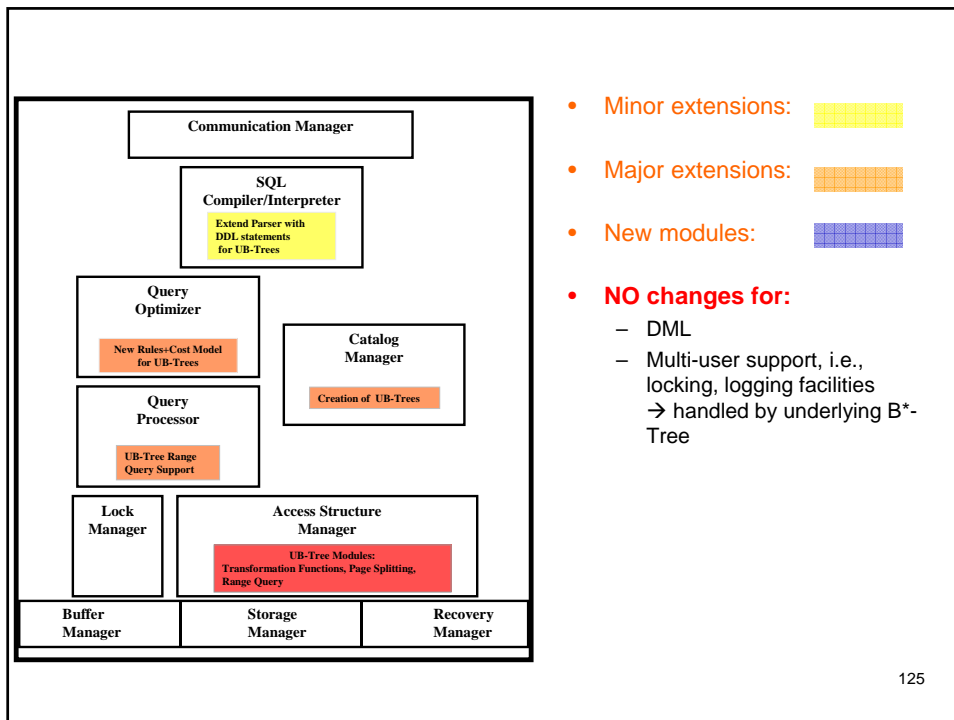 Communication Manager
SQL
Compiler/Interpreter
Extend Parser with
DDL statements
for UB-Trees
Query
Optimizer
New Rules+Cost Model
for UB-Trees
Catalog
Manager
Creation of UB-Trees
Query
Processor
UB-Tree Range
Query Support
Lock
Manager
Access Structure
Manager
UB-Tree Modules:
Transformation Functions, Page Splitting,
Range Query
Buffer
Manager
Storage
Manager
Recovery
Manager
• Minor extensions:
• Major extensions:
• New modules:
• NO changes for:
– DML
– Multi-user support, i.e.,
locking, logging facilities
→ handled by underlying B*-
Tree
125